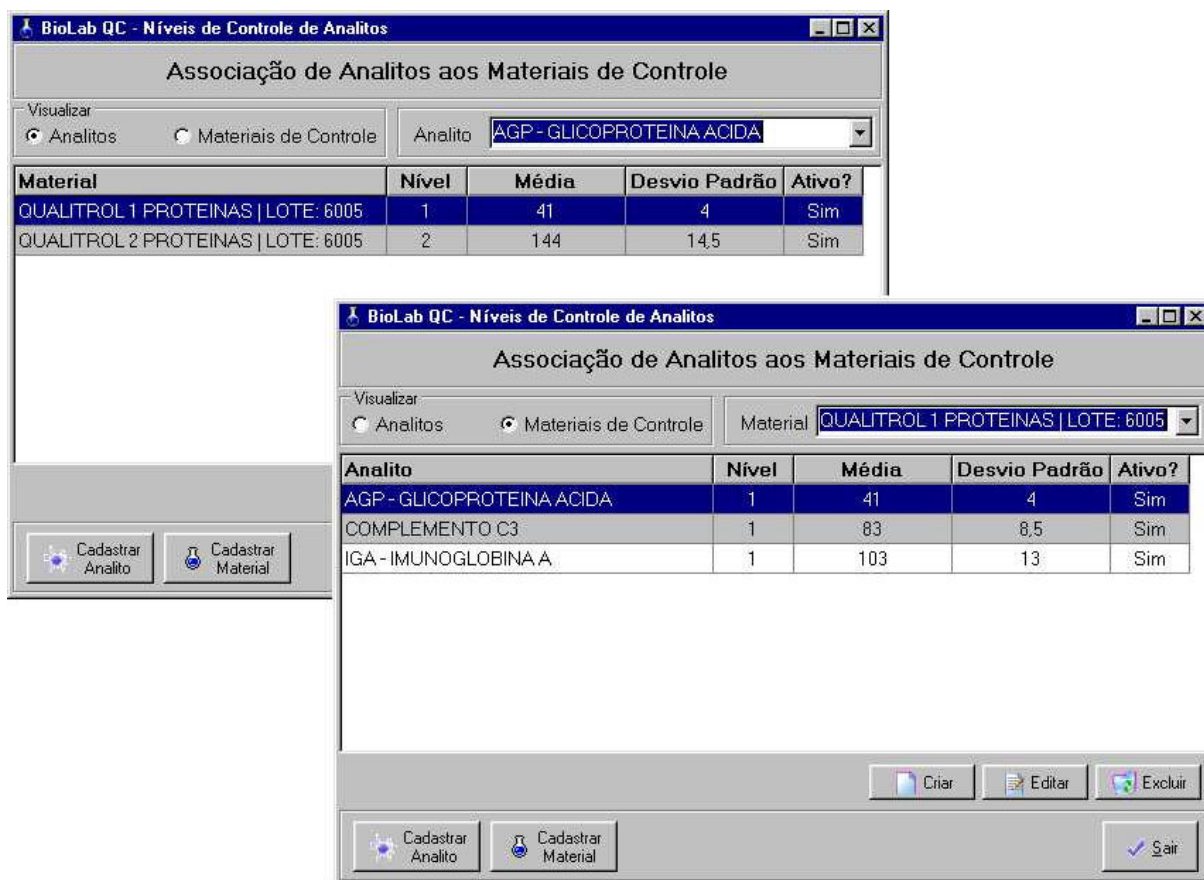 BioLab QC - Níveis de Controle de Analitos
Associação de Analitos aos Materiais de Controle
Visualizar
Analitos Materiais de Controle Analito AGP - GLICOPROTEINA ACIDA
Material Nível Média Desvio Padrão Ativo?
QUALITROL 1 PROTEINAS | LOTE: 6005 1 41 4 Sim
QUALITROL 2 PROTEINAS | LOTE: 6005 2 144 14,5 Sim
Cadastrar Analito
Cadastrar Material
BioLab QC - Níveis de Controle de Analitos
Associação de Analitos aos Materiais de Controle
Visualizar
Analitos Materiais de Controle Material QUALITROL 1 PROTEINAS | LOTE: 6005
Analito Nível Média Desvio Padrão Ativo?
AGP - GLICOPROTEINA ACIDA 1 41 4 Sim
COMPLEMENTO C3 1 83 8,5 Sim
IGA - IMUNOGLOBINA A 1 103 13 Sim
Criar Editar Excluir
Cadastrar Analito
Cadastrar Material
Sair